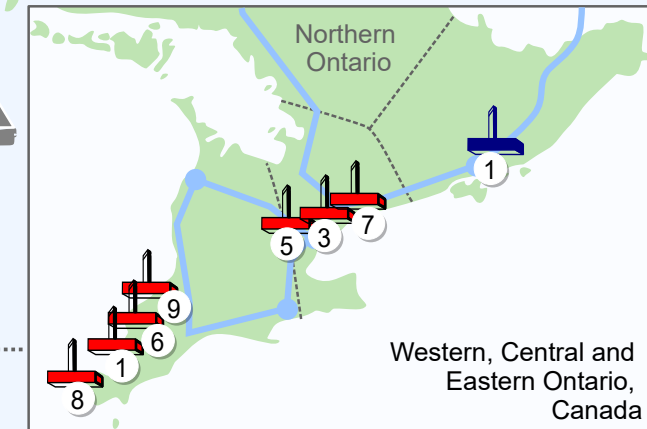 Northern
Ontario
1
7
3
5
9
6
1
8
Western, Central and
Eastern Ontario,
Canada